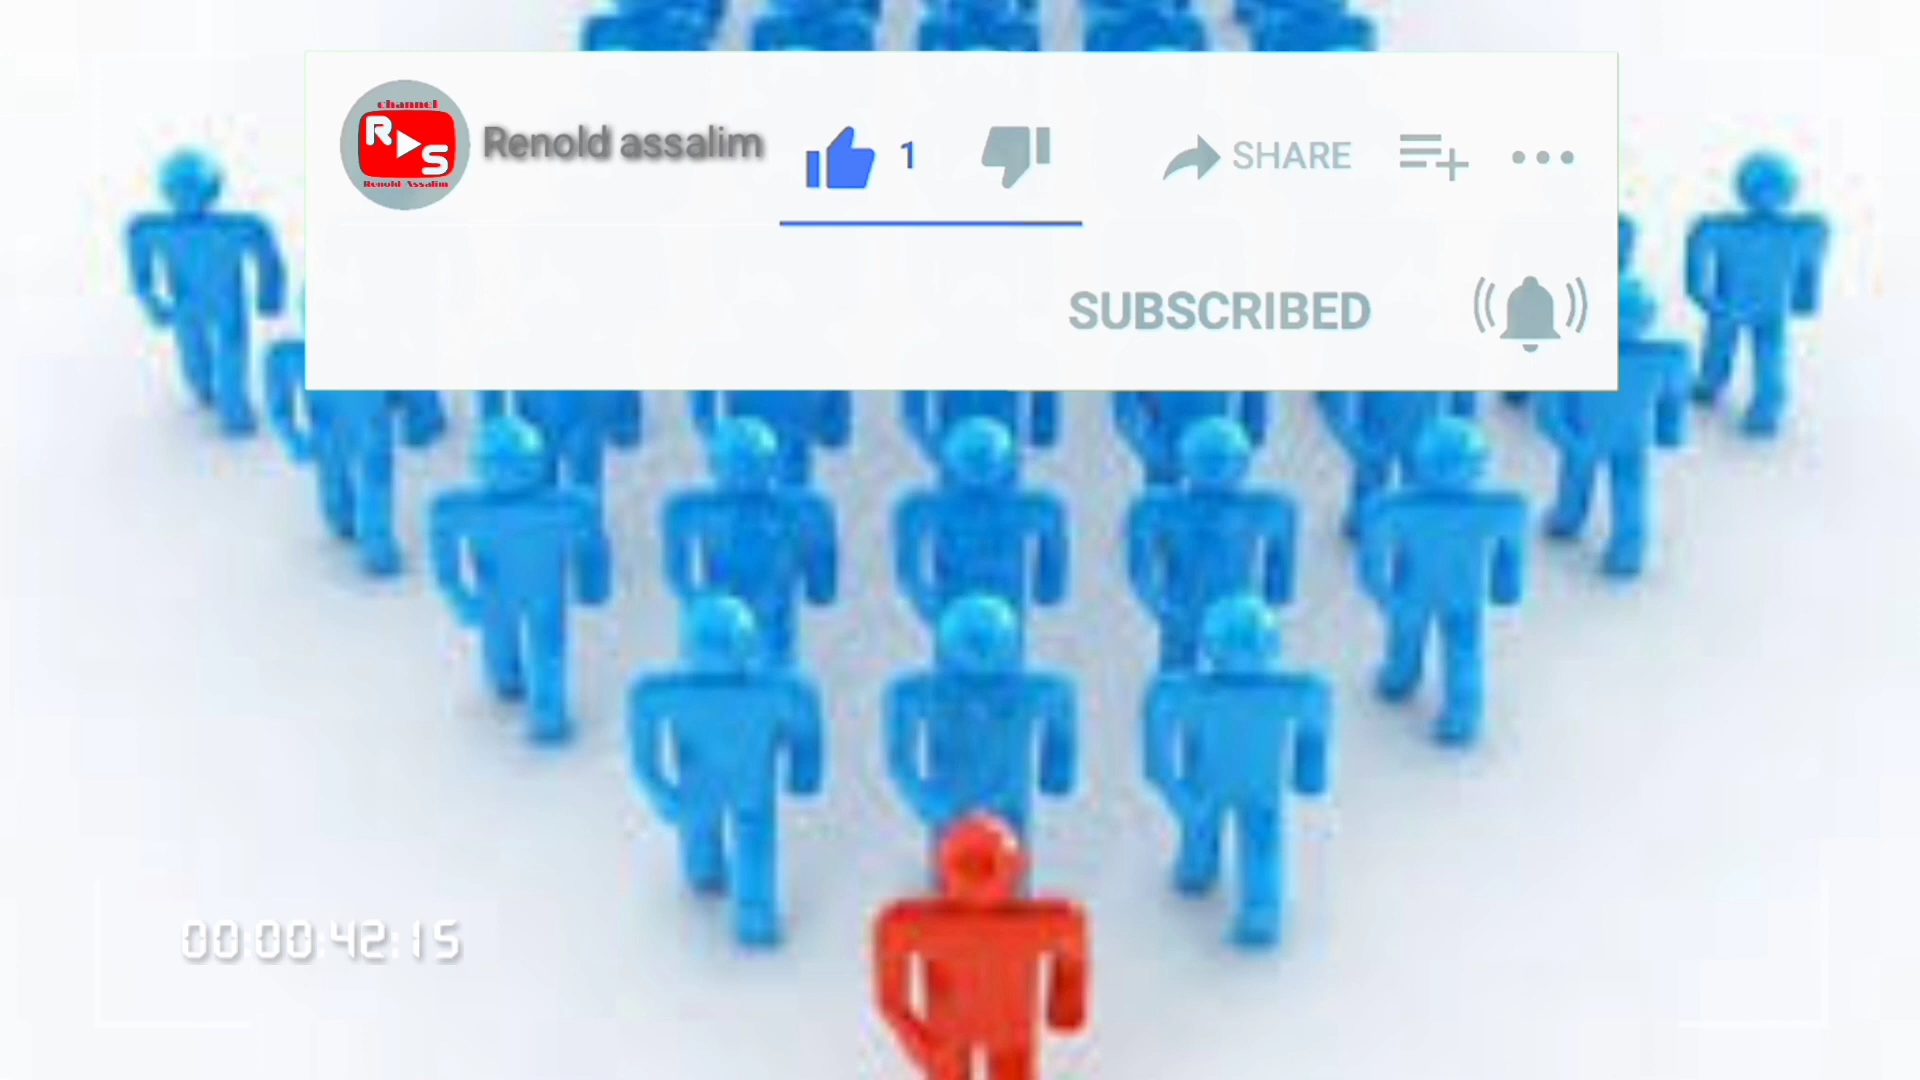 channel
R S
Renold Assalim
Renold assalim
1
SHARE
SUBSCRIBED
00:00:42:15